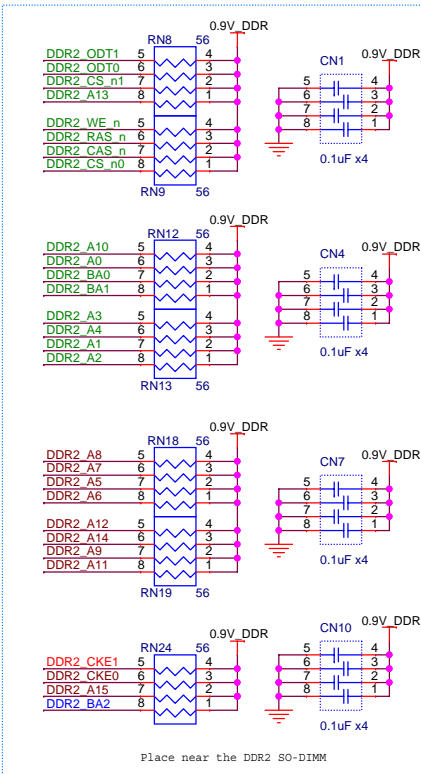 0.9V_DDR
RN8 56
DDR2_ODT1 5 4
DDR2_ODT0 6 3
DDR2_CS_n1 7 2
DDR2_A13 8 1
DDR2_WE_n 5 4
DDR2_RAS_n 6 3
DDR2_CAS_n 7 2
DDR2_CS_n0 8 1
RN9 56
CN1 0.9V_DDR
5 4
6 3
7 2
8 1
0.1uF x4
0.9V_DDR
RN12 56
DDR2_A10 5 4
DDR2_A0 6 3
DDR2_BA0 7 2
DDR2_BA1 8 1
DDR2_A3 5 4
DDR2_A4 6 3
DDR2_A1 7 2
DDR2_A2 8 1
RN13 56
CN4 0.9V_DDR
5 4
6 3
7 2
8 1
0.1uF x4
0.9V_DDR
RN18 56
DDR2_A8 5 4
DDR2_A7 6 3
DDR2_A5 7 2
DDR2_A6 8 1
DDR2_A12 5 4
DDR2_A14 6 3
DDR2_A9 7 2
DDR2_A11 8 1
RN19 56
CN7 0.9V_DDR
5 4
6 3
7 2
8 1
0.1uF x4
0.9V_DDR
RN24 56
DDR2_CKE1 5 4
DDR2_CKE0 6 3
DDR2_A15 7 2
DDR2_BA2 8 1
CN10 0.9V_DDR
5 4
6 3
7 2
8 1
0.1uF x4
Place near the DDR2 SO-DIMM